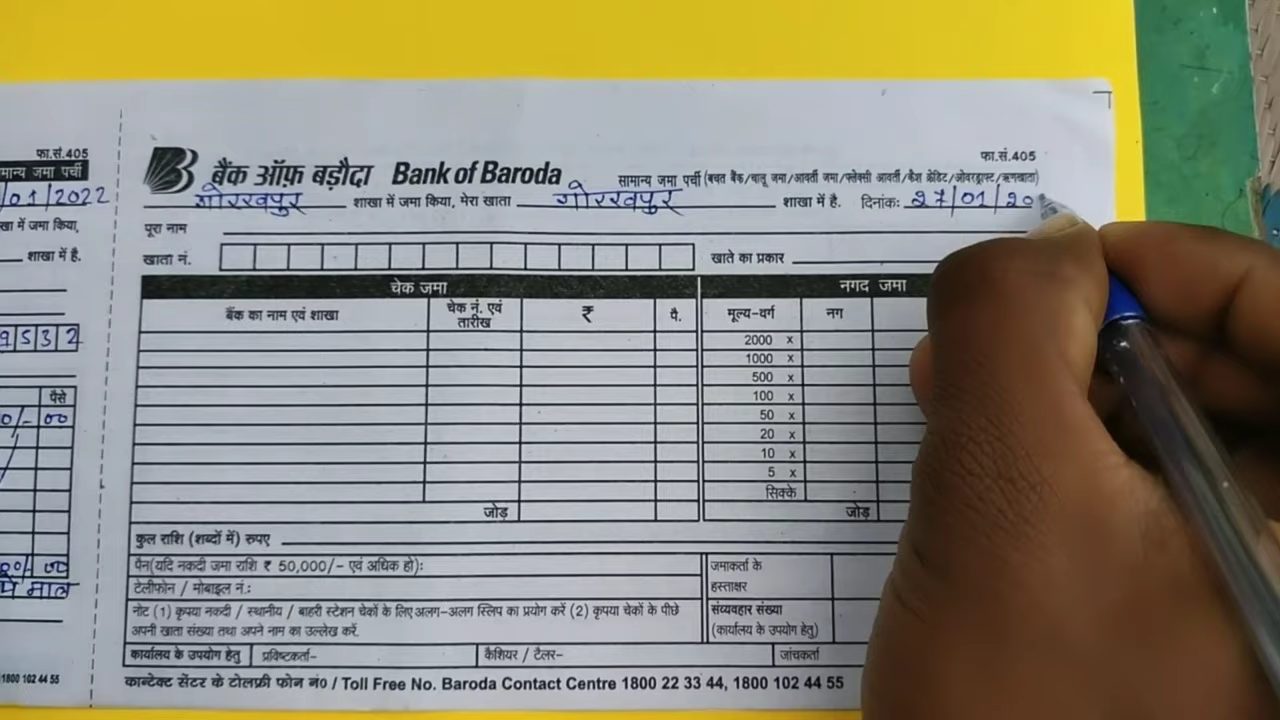 फा.सं.405
मान्य जमा पर्ची
/01/2022
खा में जमा किया,
शाखा में है.
9532
पैसे
0/- 00
00/- 00
पे मात्र
1800 102 44 55
फा.सं.405
बैंक ऑफ़ बड़ौदा Bank of Baroda सामान्य जमा पर्ची (बचत बैंक/चालू जमा/आवर्ती जमा/फ्लेक्सी आवर्ती/कैश क्रेडिट/ओवरड्राफ्ट/ऋणखाता)
गोरखपुर शाखा में जमा किया, मेरा खाता गोरखपुर शाखा में है. दिनांकः 27/01/20
पूरा नाम
खाता नं. खाते का प्रकार
चेक जमा नगद जमा
बैंक का नाम एवं शाखा चेक नं. एवं तारीख ₹ पै. मूल्य-वर्ग नग
2000 x
1000 x
500 x
100 x
50 x
20 x
10 x
5 x
सिक्के
जोड़ जोड़
कुल राशि (शब्दों में) रुपए
पैन(यदि नकदी जमा राशि ₹ 50,000/- एवं अधिक हो): जमाकर्ता के
टेलीफोन / मोबाइल नं.: हस्ताक्षर
नोट (1) कृपया नकदी / स्थानीय / बाहरी स्टेशन चेकों के लिए अलग-अलग स्लिप का प्रयोग करें (2) कृपया चेकों के पीछे संव्यवहार संख्या
अपनी खाता संख्या तथा अपने नाम का उल्लेख करें. (कार्यालय के उपयोग हेतु)
कार्यालय के उपयोग हेतु प्रविष्टकर्ता- कैशियर / टैलर- जांचकर्ता
कान्टेक्ट सेंटर के टोलफ्री फोन नं० / Toll Free No. Baroda Contact Centre 1800 22 33 44, 1800 102 44 55